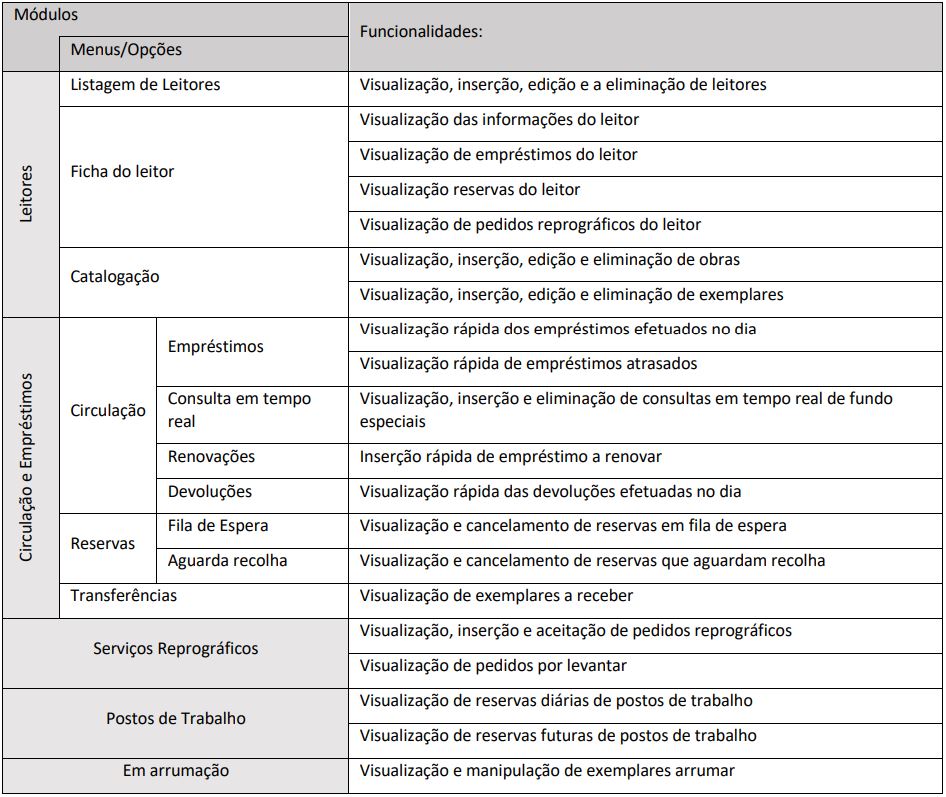 Módulos
Funcionalidades:
Menus/Opções
Leitores
Listagem de Leitores
Visualização, inserção, edição e a eliminação de leitores
Ficha do leitor
Visualização das informações do leitor
Visualização de empréstimos do leitor
Visualização reservas do leitor
Visualização de pedidos reprográficos do leitor
Catalogação
Visualização, inserção, edição e eliminação de obras
Visualização, inserção, edição e eliminação de exemplares
Circulação e Empréstimos
Circulação
Empréstimos
Visualização rápida dos empréstimos efetuados no dia
Visualização rápida de empréstimos atrasados
Consulta em tempo
real
Visualização, inserção e eliminação de consultas em tempo real de fundo
especiais
Renovações
Inserção rápida de empréstimo a renovar
Devoluções
Visualização rápida das devoluções efetuadas no dia
Reservas
Fila de Espera
Visualização e cancelamento de reservas em fila de espera
Aguarda recolha
Visualização e cancelamento de reservas que aguardam recolha
Transferências
Visualização de exemplares a receber
Serviços Reprográficos
Visualização, inserção e aceitação de pedidos reprográficos
Visualização de pedidos por levantar
Postos de Trabalho
Visualização de reservas diárias de postos de trabalho
Visualização de reservas futuras de postos de trabalho
Em arrumação
Visualização e manipulação de exemplares arrumar